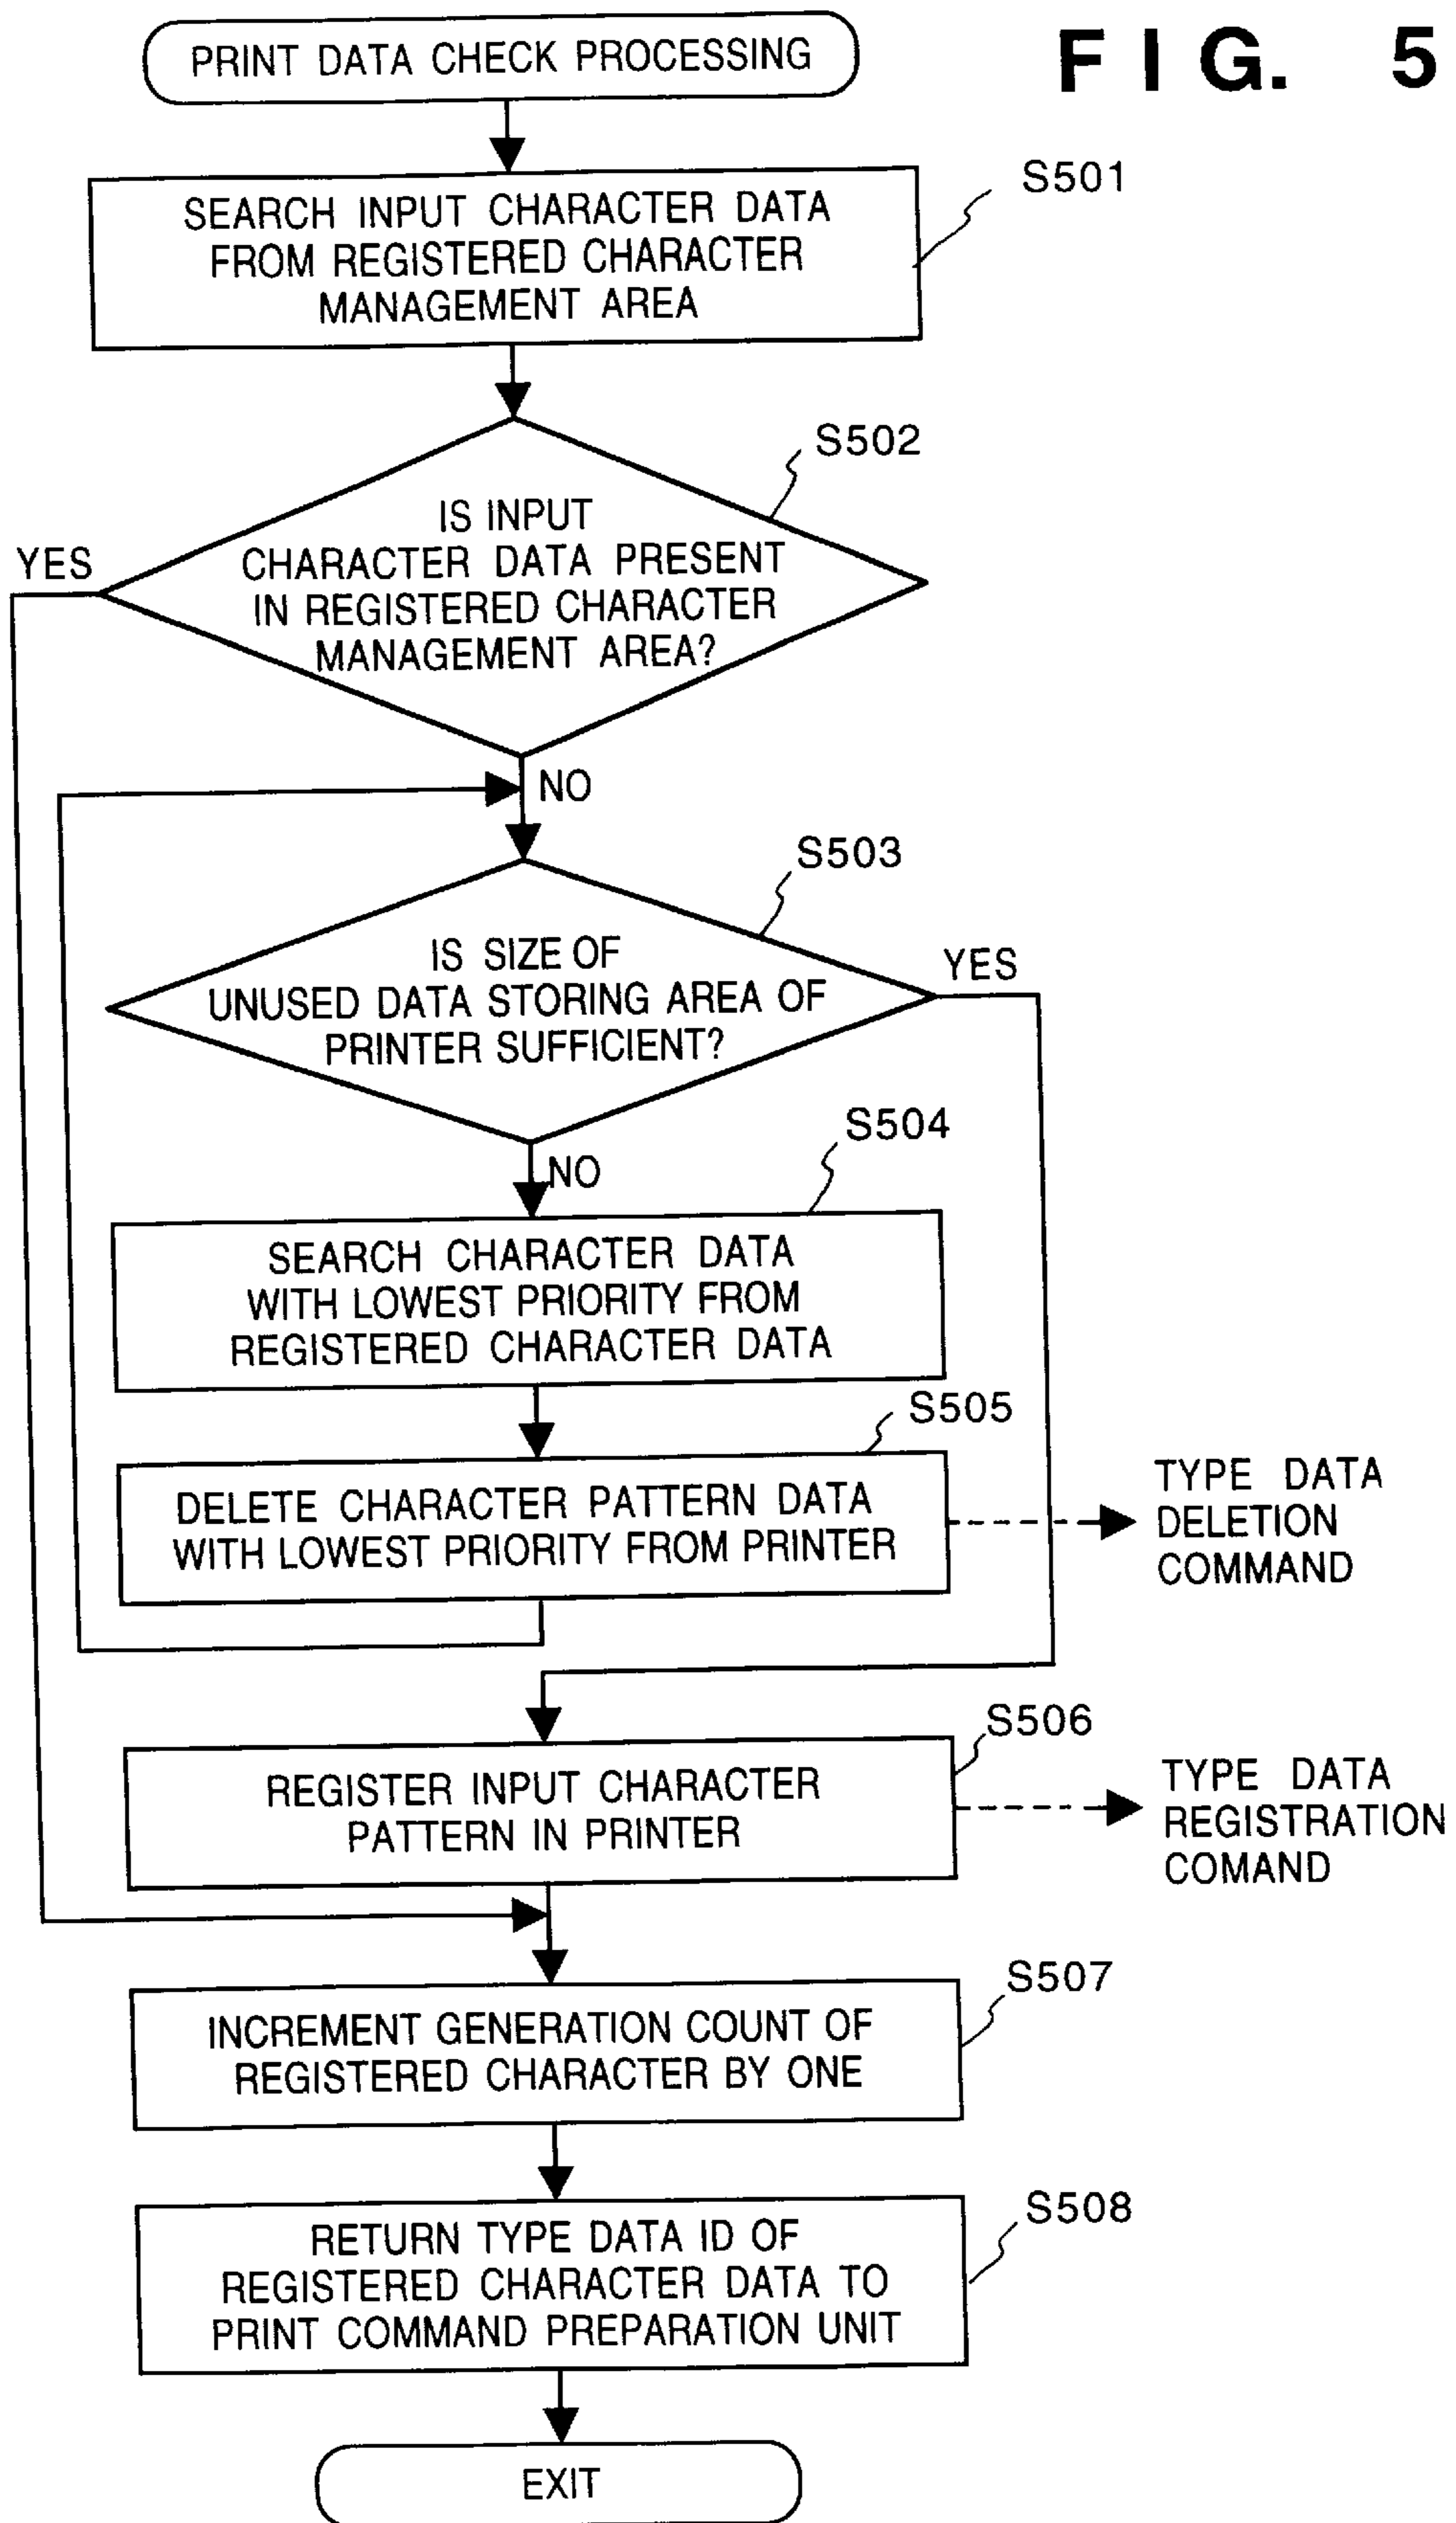 FIG. 5
PRINT DATA CHECK PROCESSING
S501
SEARCH INPUT CHARACTER DATA
FROM REGISTERED CHARACTER
MANAGEMENT AREA
S502
IS INPUT
CHARACTER DATA PRESENT
IN REGISTERED CHARACTER
MANAGEMENT AREA?
YES
NO
S503
IS SIZE OF
UNUSED DATA STORING AREA OF
PRINTER SUFFICIENT?
YES
NO
S504
SEARCH CHARACTER DATA
WITH LOWEST PRIORITY FROM
REGISTERED CHARACTER DATA
S505
DELETE CHARACTER PATTERN DATA
WITH LOWEST PRIORITY FROM PRINTER
TYPE DATA
DELETION
COMMAND
S506
REGISTER INPUT CHARACTER
PATTERN IN PRINTER
TYPE DATA
REGISTRATION
COMAND
S507
INCREMENT GENERATION COUNT OF
REGISTERED CHARACTER BY ONE
S508
RETURN TYPE DATA ID OF
REGISTERED CHARACTER DATA TO
PRINT COMMAND PREPARATION UNIT
EXIT